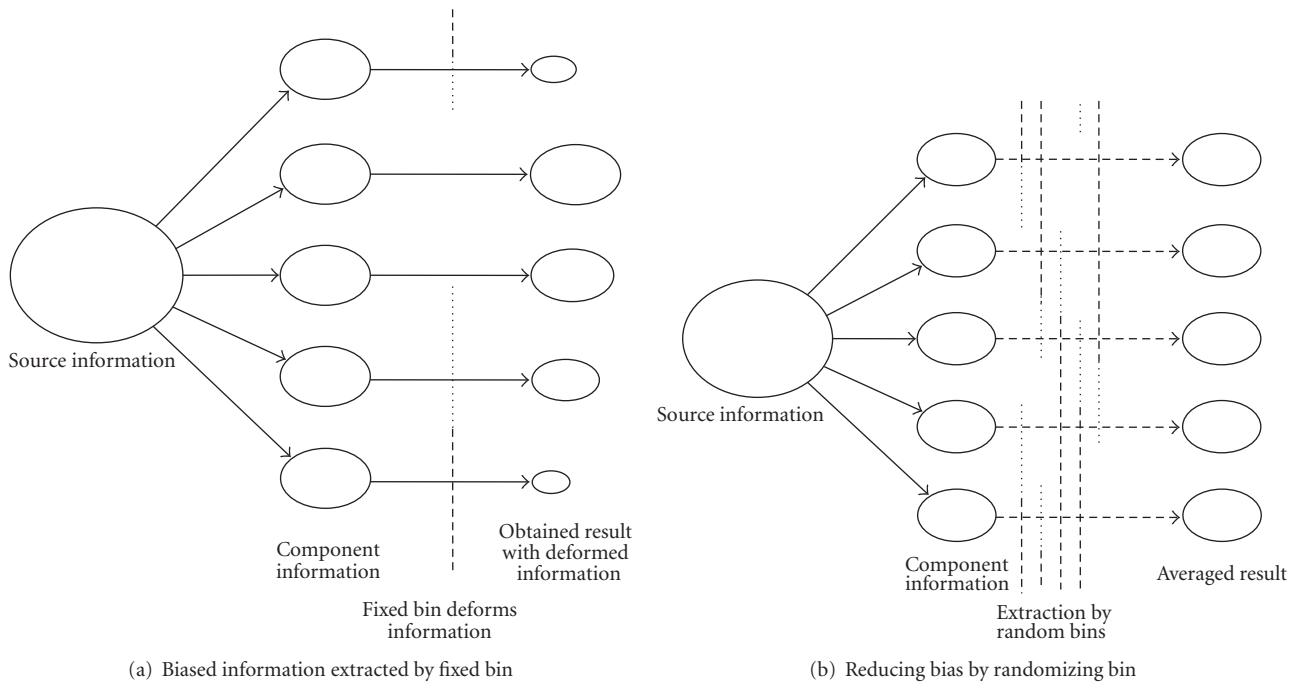 Source information
Component
information
Fixed bin deforms
information
Obtained result
with deformed
information
(a) Biased information extracted by fixed bin
Source information
Component
information
Extraction by
random bins
Averaged result
(b) Reducing bias by randomizing bin